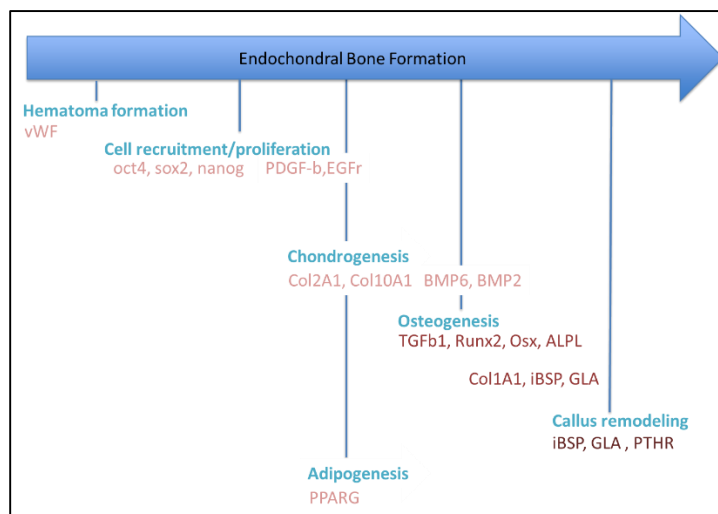 Endochondral Bone Formation
Hematoma formation
vWF
Cell recruitment/proliferation
oct4, sox2, nanog PDGF-b,EGFr
Chondrogenesis
Col2A1, Col10A1 BMP6, BMP2
Osteogenesis
TGFb1, Runx2, Osx, ALPL
Col1A1, iBSP, GLA
Callus remodeling
iBSP, GLA , PTHR
Adipogenesis
PPARG